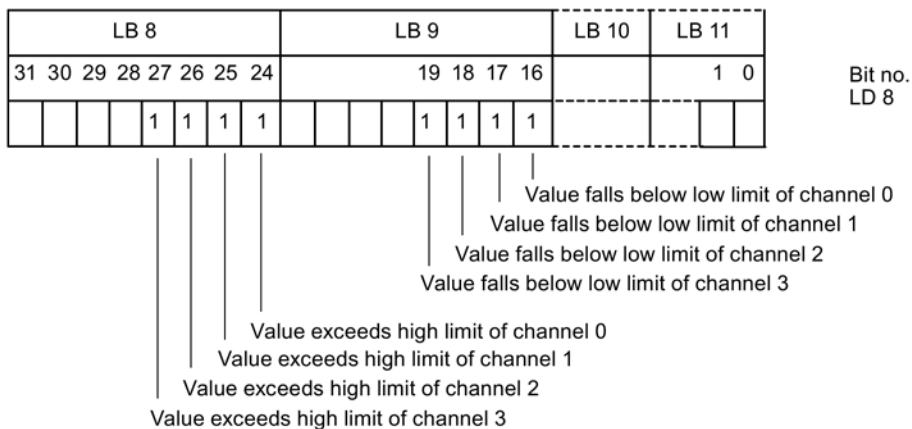 LB 8 LB 9 LB 10 LB 11
31 30 29 28 27 26 25 24 19 18 17 16 1 0 Bit no.
LD 8
1 1 1 1 1 1 1 1
Value falls below low limit of channel 0
Value falls below low limit of channel 1
Value falls below low limit of channel 2
Value falls below low limit of channel 3
Value exceeds high limit of channel 0
Value exceeds high limit of channel 1
Value exceeds high limit of channel 2
Value exceeds high limit of channel 3